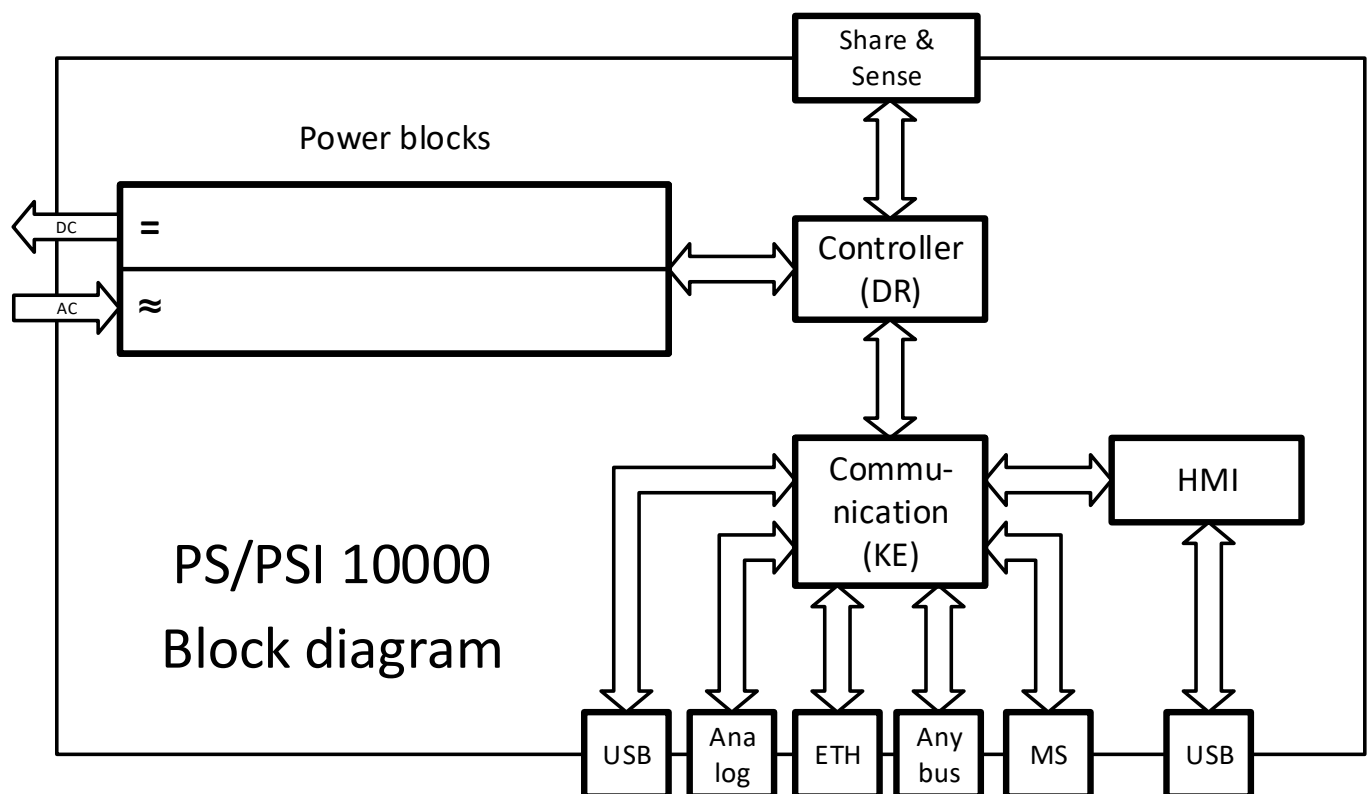 Share &
Sense
Power blocks
DC
=
AC
≈
Controller
(DR)
Commu-
nication
(KE)
HMI
PS/PSI 10000
Block diagram
USB
Ana
log
ETH
Any
bus
MS
USB